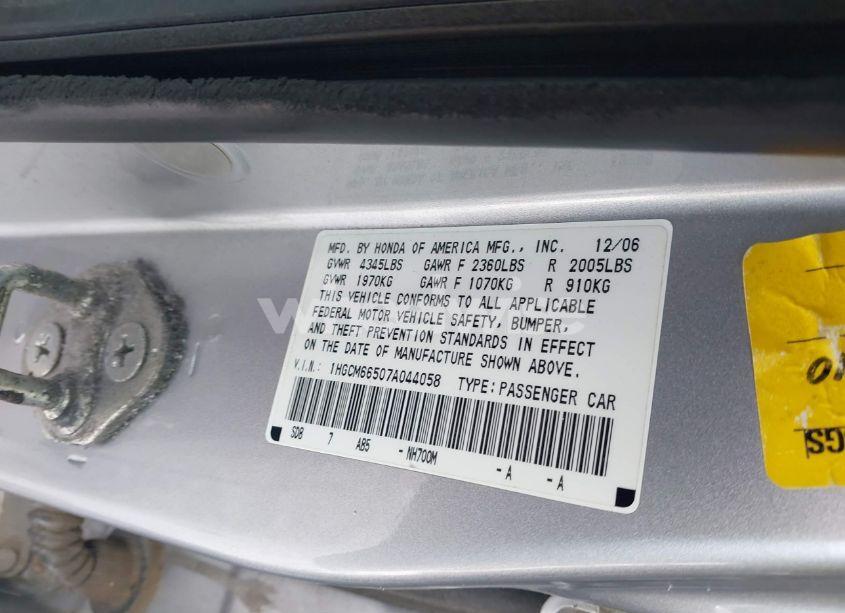 MFD. BY HONDA OF AMERICA MFG., INC. 12/06
GVWR 4345LBS GAWR F 2360LBS R 2005LBS
GVWR 1970KG GAWR F 1070KG R 910KG
THIS VEHICLE CONFORMS TO ALL APPLICABLE
FEDERAL MOTOR VEHICLE SAFETY, BUMPER,
AND THEFT PREVENTION STANDARDS IN EFFECT
ON THE DATE OF MANUFACTURE SHOWN ABOVE.
V.I.N.: 1HGCM66507A044058 TYPE: PASSENGER CAR
SD8 7 AB5 - NH700M - A - A
GS